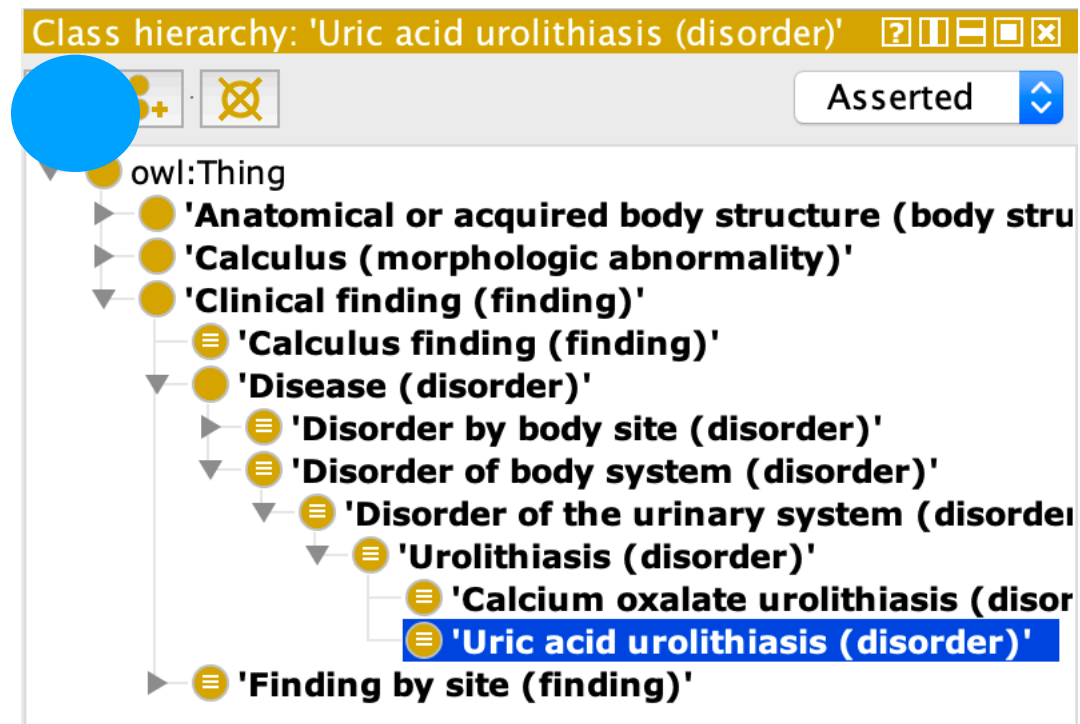 Class hierarchy: 'Uric acid urolithiasis (disorder)'
Asserted
owl:Thing
'Anatomical or acquired body structure (body stru
'Calculus (morphologic abnormality)'
'Clinical finding (finding)'
'Calculus finding (finding)'
'Disease (disorder)'
'Disorder by body site (disorder)'
'Disorder of body system (disorder)'
'Disorder of the urinary system (disorder
'Urolithiasis (disorder)'
'Calcium oxalate urolithiasis (disor
'Uric acid urolithiasis (disorder)'
'Finding by site (finding)'